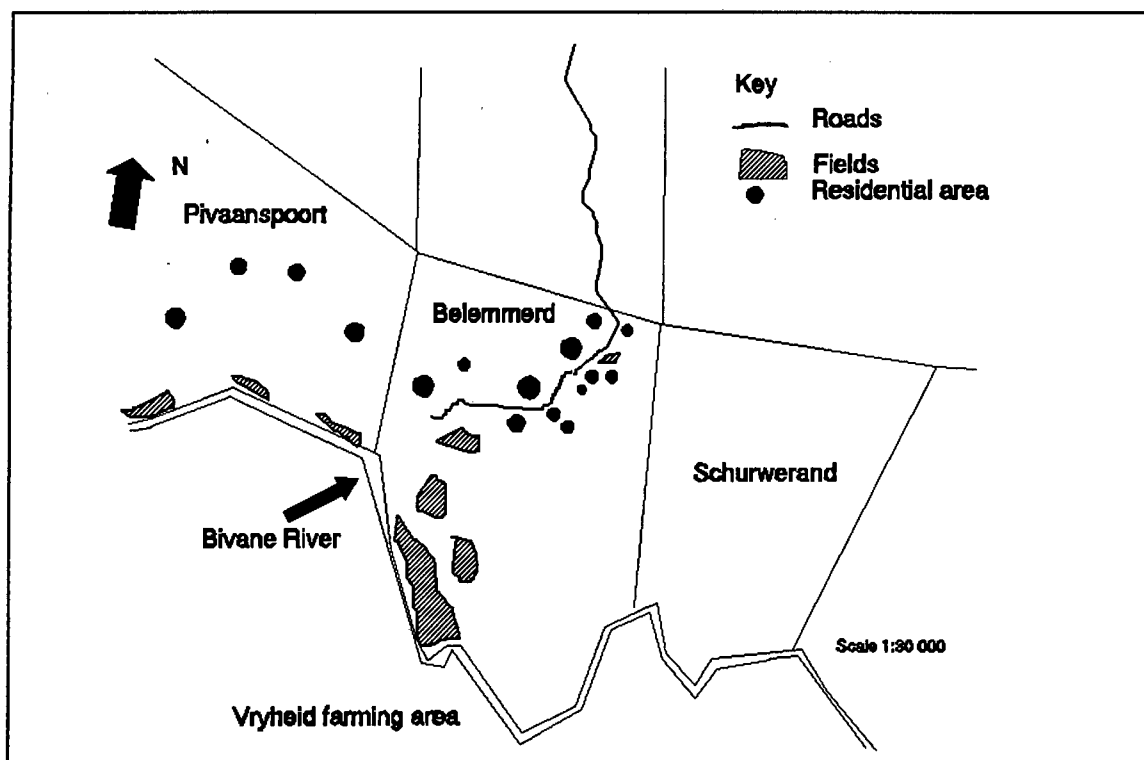 Key
Roads
Fields
Residential area
N
Pivaanspoort
Belemmerd
Schurwerand
Bivane River
Scale 1:30 000
Vryheid farming area